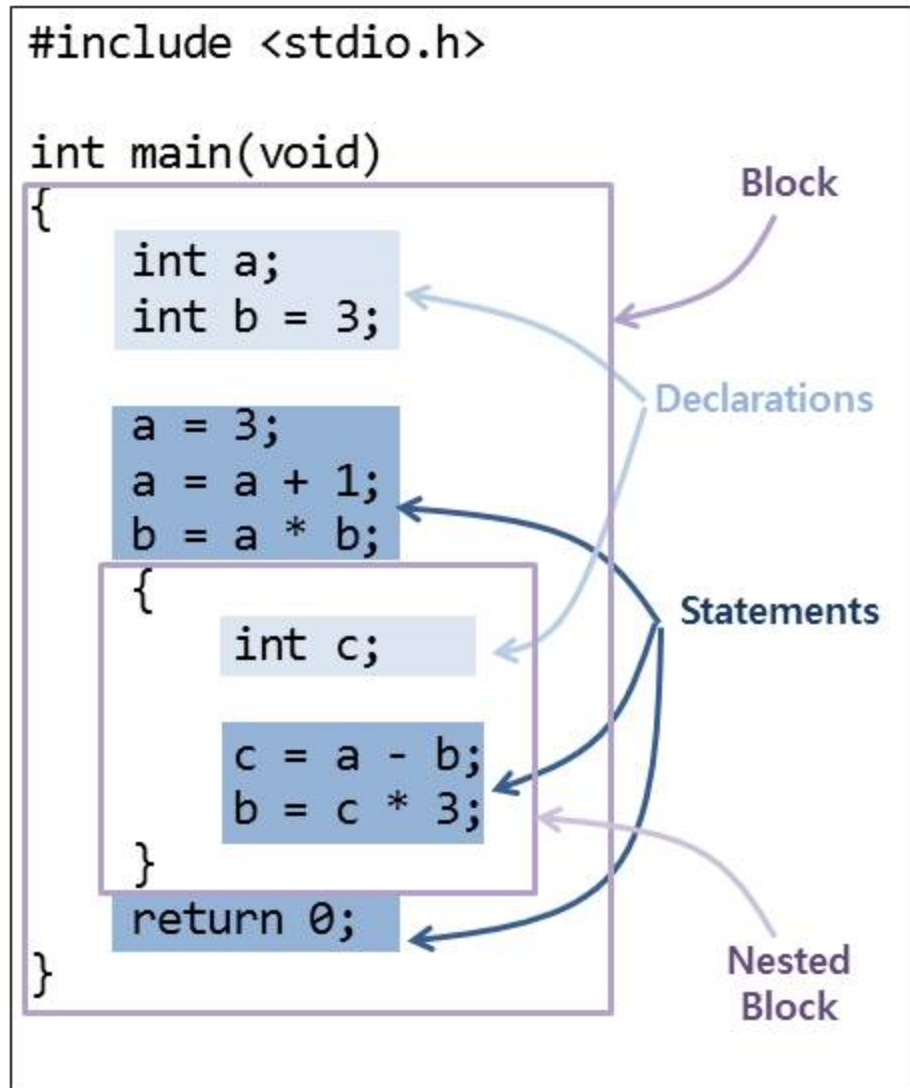 #include <stdio.h>
int main(void)
{
int a;
int b = 3;
a = 3;
a = a + 1;
b = a * b;
{
int c;
c = a - b;
b = c * 3;
}
return 0;
}
Block
Declarations
Statements
Nested
Block